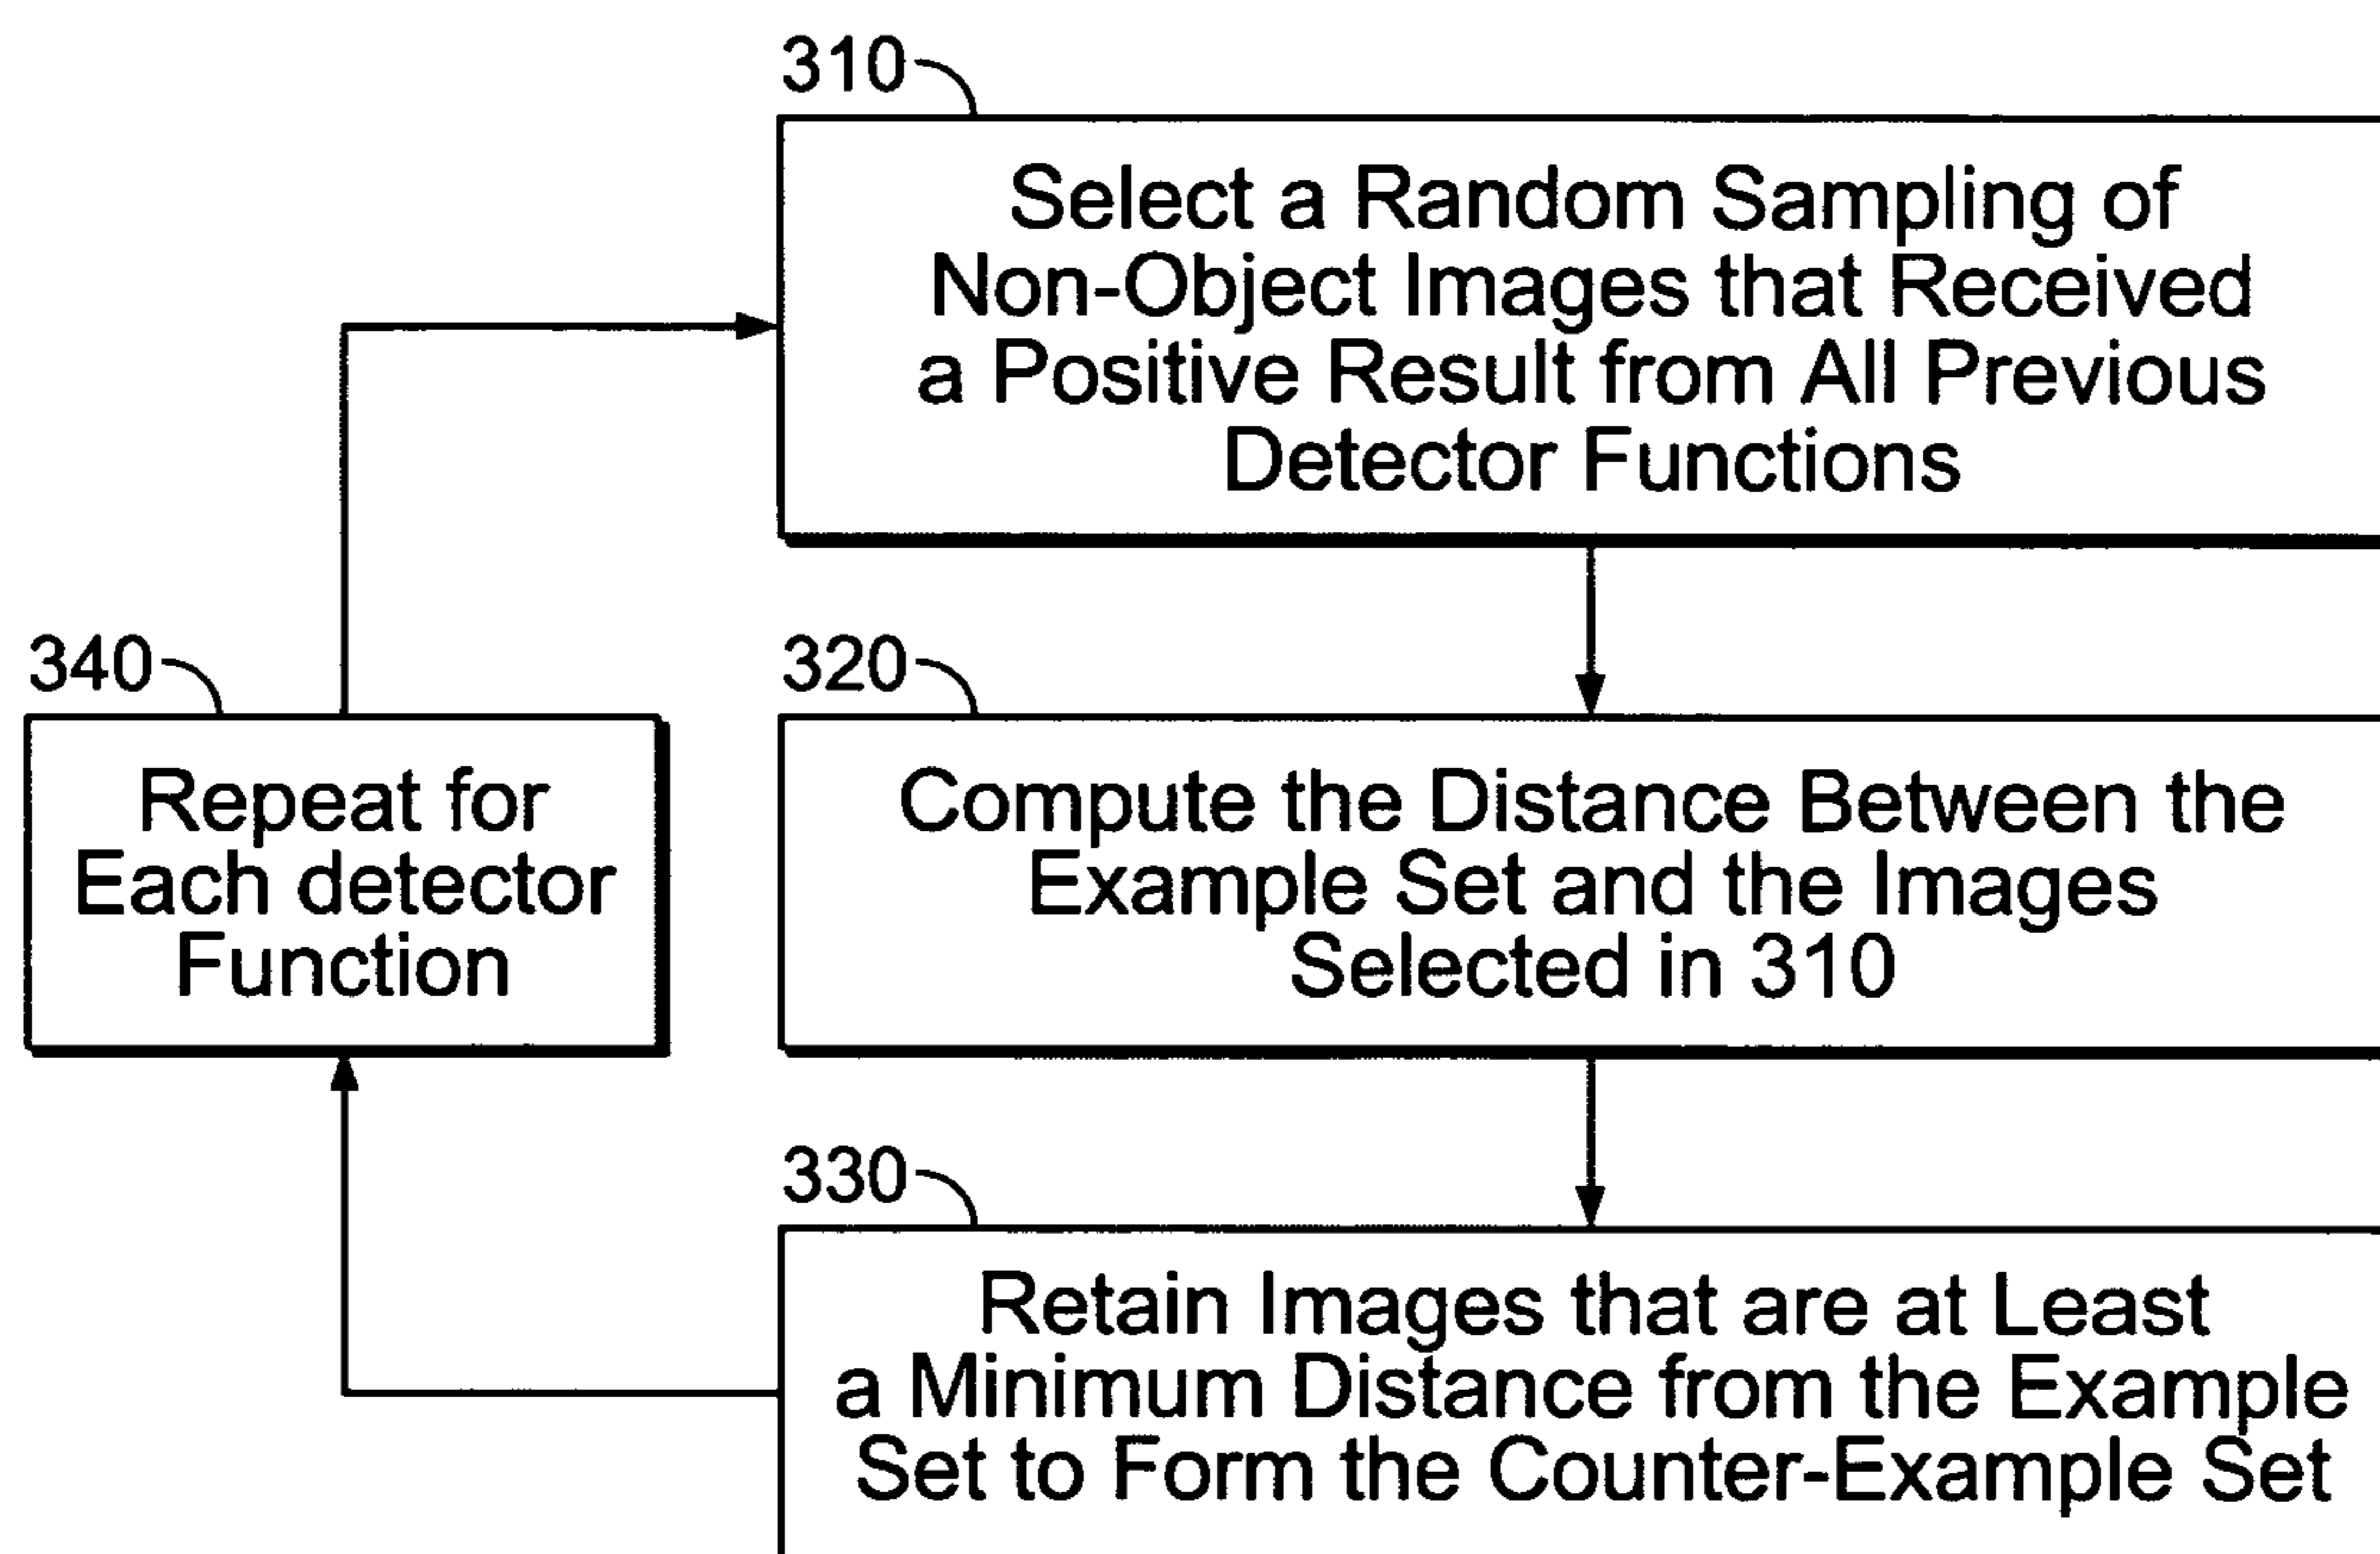 310
Select a Random Sampling of
Non-Object Images that Received
a Positive Result from All Previous
Detector Functions
340
Repeat for
Each detector
Function
320
Compute the Distance Between the
Example Set and the Images
Selected in 310
330
Retain Images that are at Least
a Minimum Distance from the Example
Set to Form the Counter-Example Set